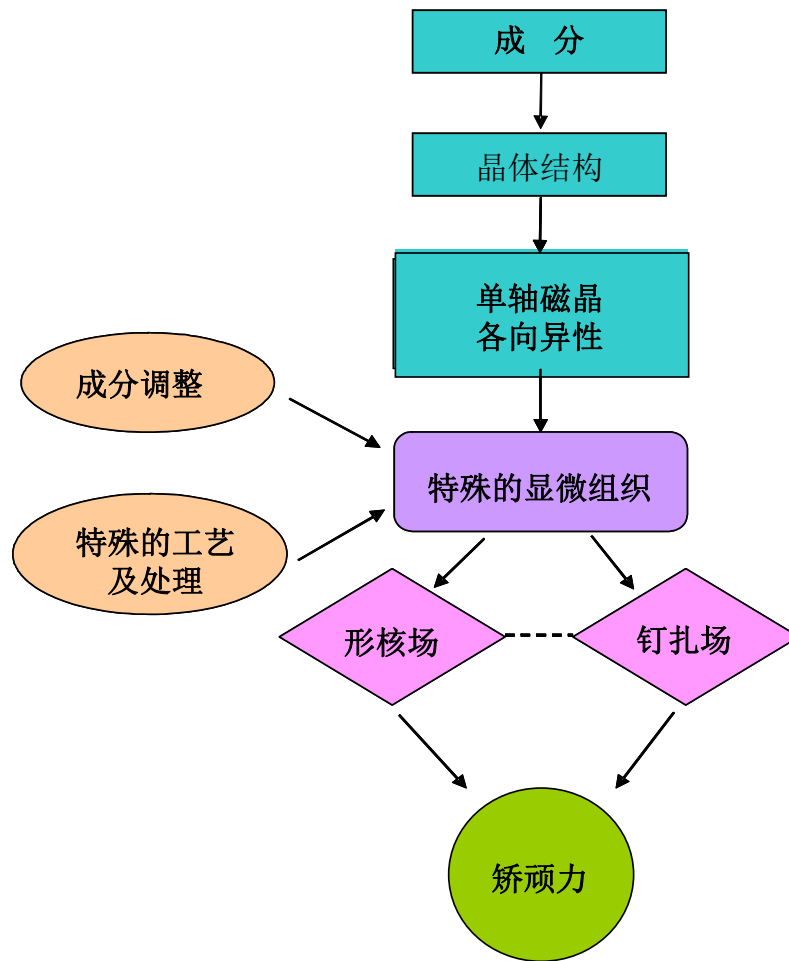 成 分
晶体结构
单轴磁晶
各向异性
成分调整
特殊的显微组织
特殊的工艺
及处理
形核场
钉扎场
矫顽力